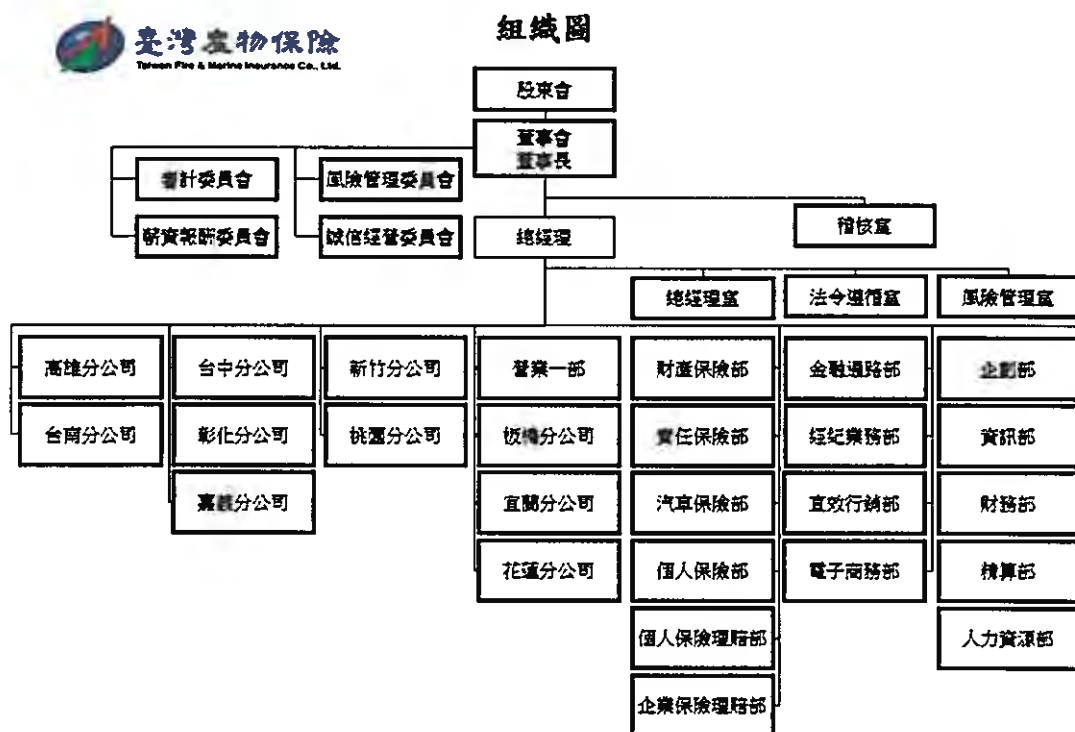 組織圖
臺灣產物保險
Taiwan Fire & Marine Insurance Co., Ltd.
股東會
董事會
董事長
審計委員會
風險管理委員會
薪資報酬委員會
誠信經營委員會
總經理
稽核室
總經理室
法令遵循室
風險管理室
高雄分公司
台中分公司
新竹分公司
營業一部
財產保險部
金融通路部
企劃部
台南分公司
彰化分公司
桃園分公司
板橋分公司
責任保險部
經紀業務部
資訊部
嘉義分公司
宜蘭分公司
汽車保險部
直效行銷部
財務部
花蓮分公司
個人保險部
電子商務部
精算部
個人保險理賠部
人力資源部
企業保險理賠部